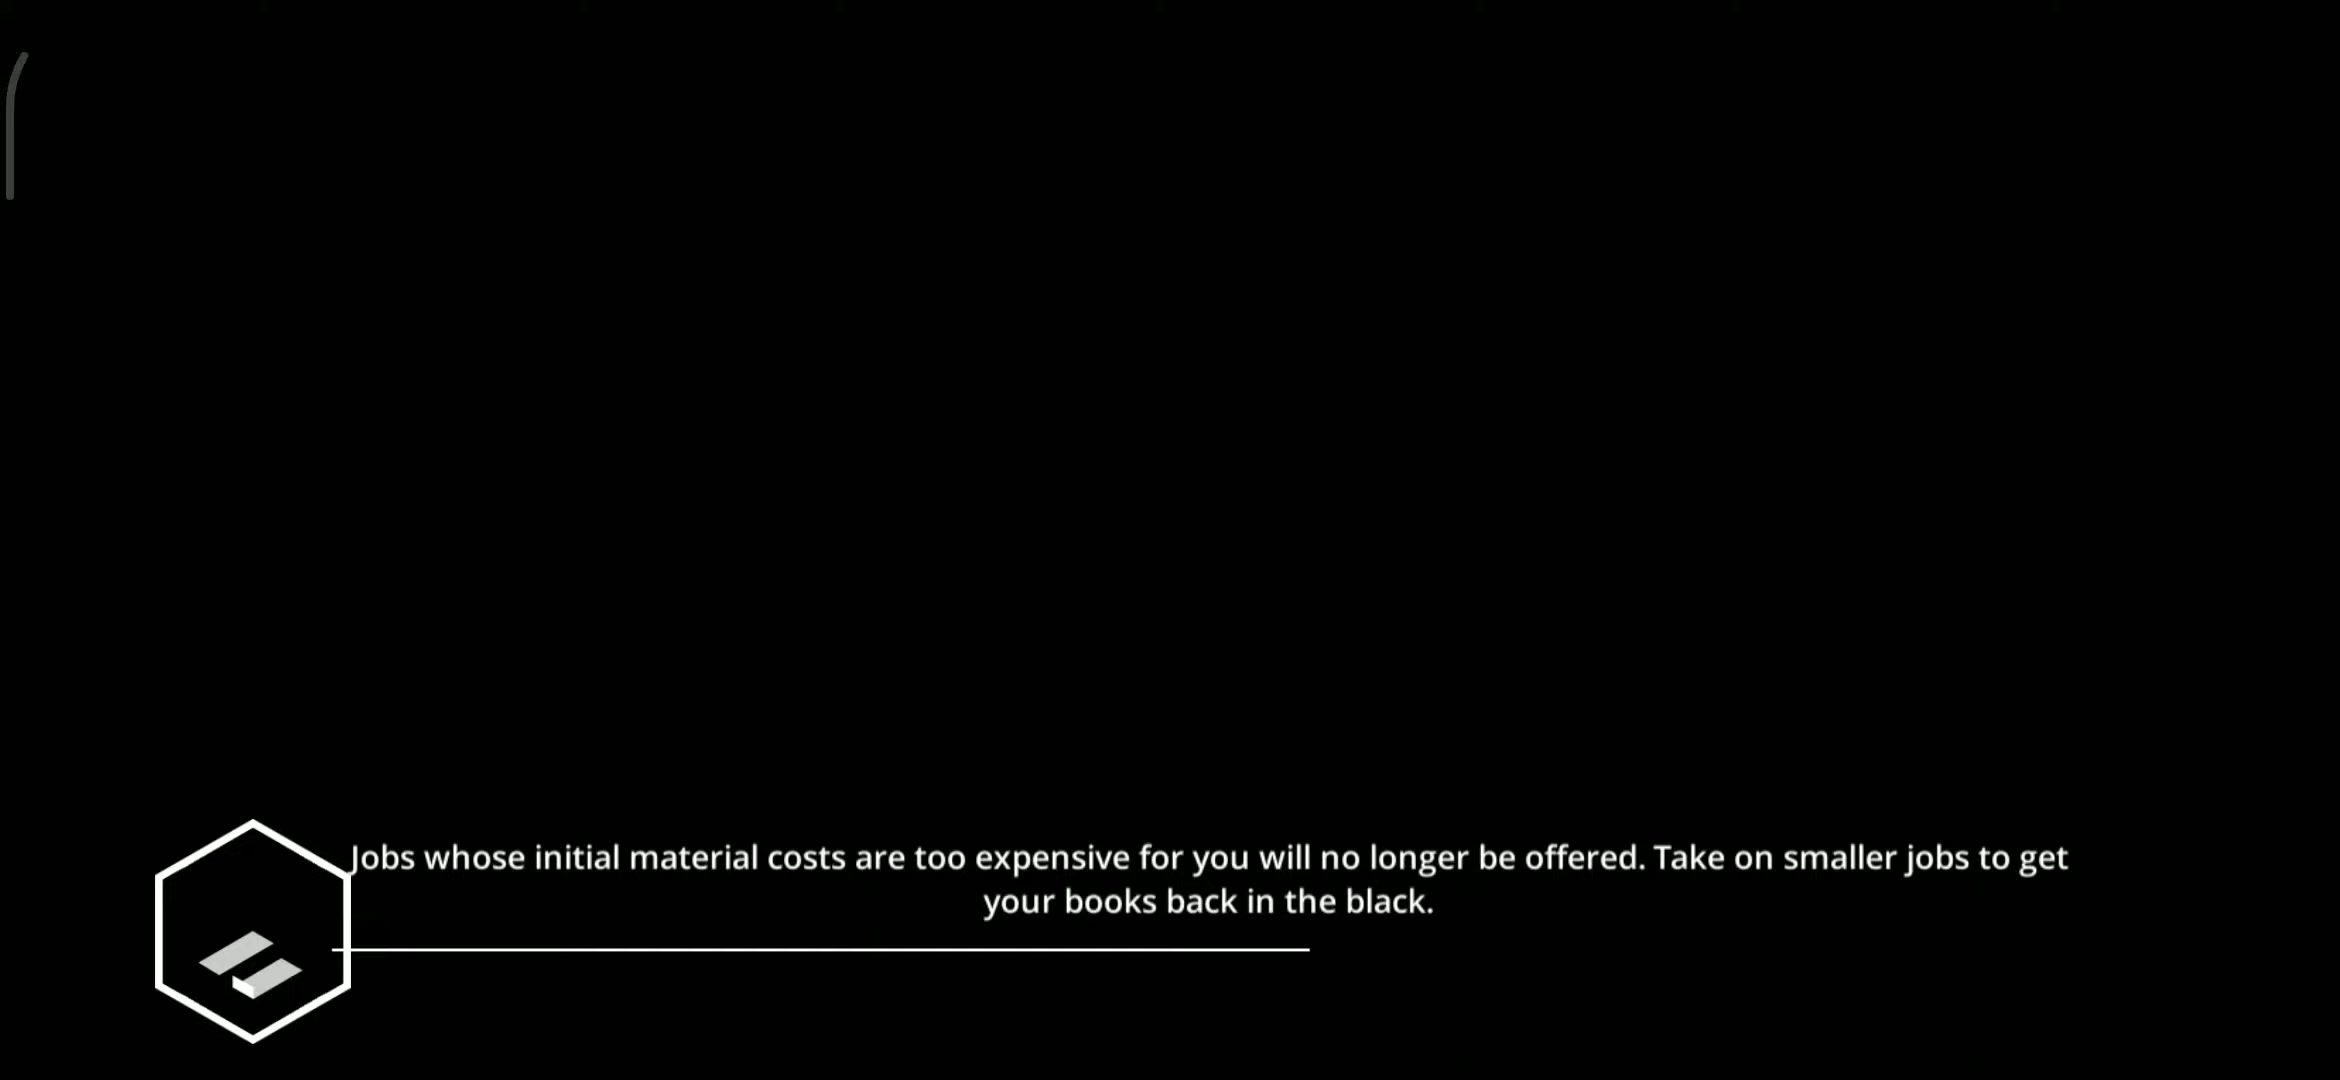 Jobs whose initial material costs are too expensive for you will no longer be offered. Take on smaller jobs to get
your books back in the black.